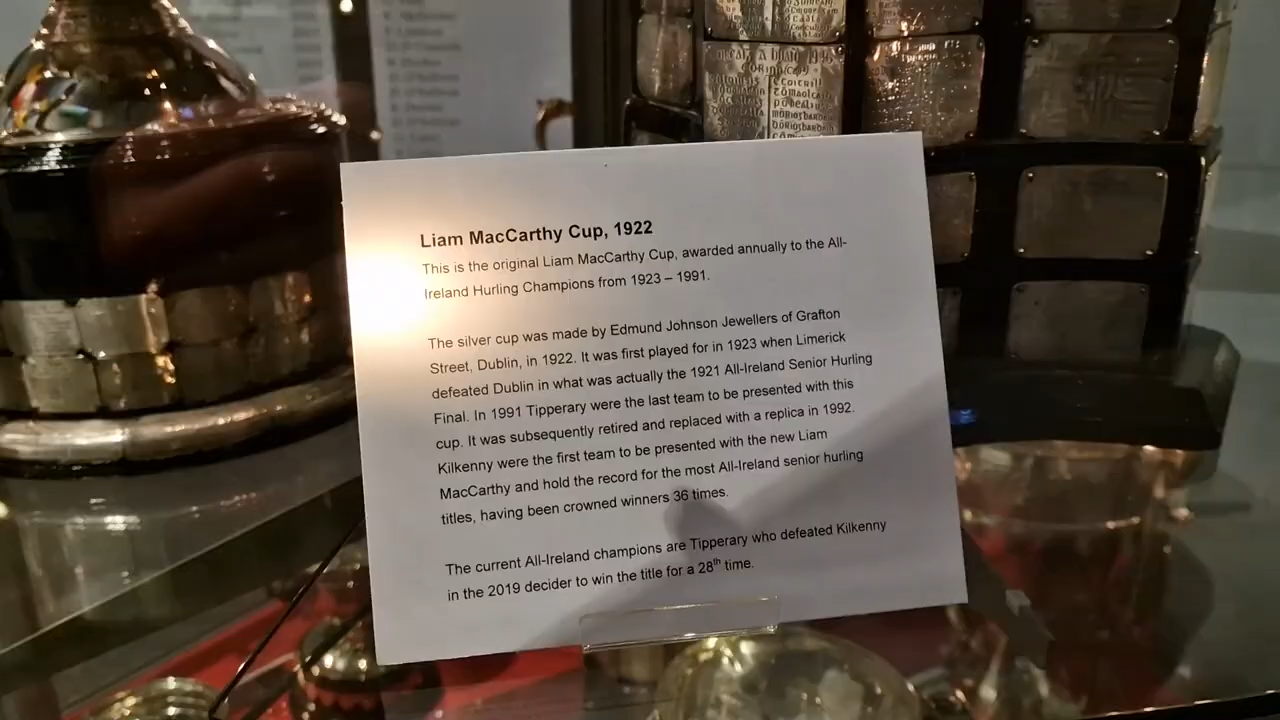 Liam MacCarthy Cup, 1922
This is the original Liam MacCarthy Cup, awarded annually to the All-
Ireland Hurling Champions from 1923 – 1991.
The silver cup was made by Edmund Johnson Jewellers of Grafton
Street, Dublin, in 1922. It was first played for in 1923 when Limerick
defeated Dublin in what was actually the 1921 All-Ireland Senior Hurling
Final. In 1991 Tipperary were the last team to be presented with this
cup. It was subsequently retired and replaced with a replica in 1992.
Kilkenny were the first team to be presented with the new Liam
MacCarthy and hold the record for the most All-Ireland senior hurling
titles, having been crowned winners 36 times.
The current All-Ireland champions are Tipperary who defeated Kilkenny
in the 2019 decider to win the title for a 28th time.